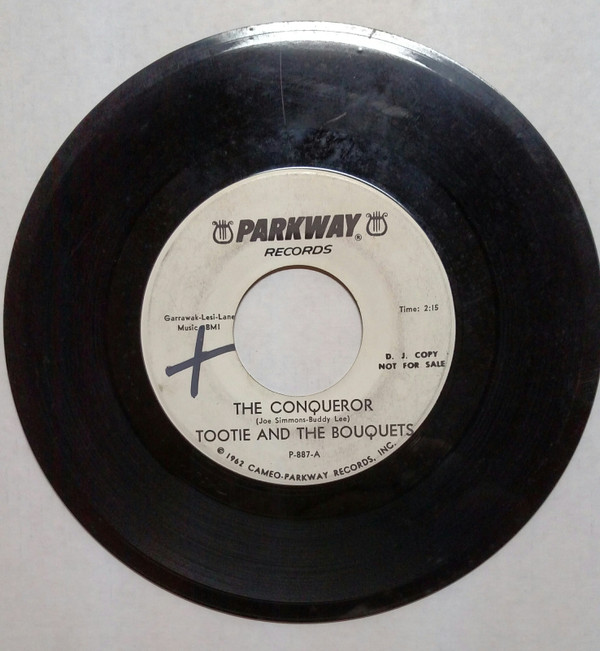 PARKWAY®
RECORDS
Garrawak-Lesi-Lane
Music BMI
Time: 2:15
D. J. COPY
NOT FOR SALE
THE CONQUEROR
(Joe Simmons-Buddy Lee)
TOOTIE AND THE BOUQUETS
P-887-A
© 1962 CAMEO-PARKWAY RECORDS, INC.